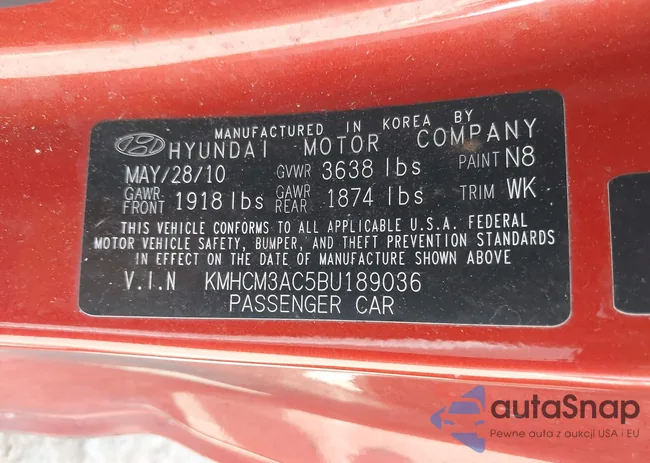 MANUFACTURED IN KOREA BY
HYUNDAI MOTOR COMPANY
MAY/28/10 GVWR 3638 lbs PAINT N8
GAWR FRONT 1918 lbs GAWR REAR 1874 lbs TRIM WK
THIS VEHICLE CONFORMS TO ALL APPLICABLE U.S.A. FEDERAL
MOTOR VEHICLE SAFETY, BUMPER, AND THEFT PREVENTION STANDARDS
IN EFFECT ON THE DATE OF MANUFACTURE SHOWN ABOVE
V.I.N KMHCM3AC5BU189036
PASSENGER CAR
autaSnap
Pewne auta z aukcji USA i EU